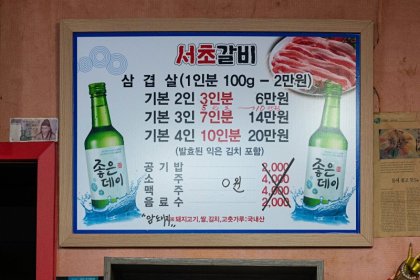 서초갈비
삼 겹 살(1인분 100g - 2만원)
기본 2인 3인분 6만원
기본 3인 7인분 14만원
기본 4인 10인분 20만원
(발효된 익은 김치 포함)
공 기 밥 2,000
소 주 4,000
0원
맥 주 4,000
음 료 수 2,000
암돼지 돼지고기,쌀,김치,고춧가루:국내산
좋은
데이
좋은
데이